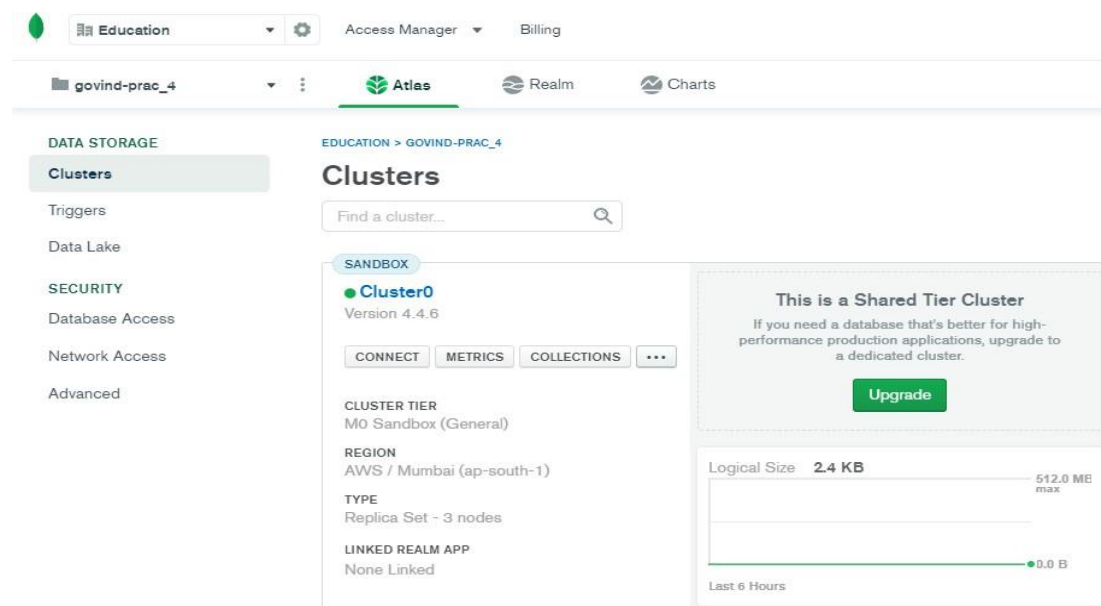 Education
Access Manager
Billing
govind-prac_4
Atlas
Realm
Charts
DATA STORAGE
Clusters
Triggers
Data Lake
SECURITY
Database Access
Network Access
Advanced
EDUCATION > GOVIND-PRAC_4
Clusters
Find a cluster...
SANDBOX
Cluster0
Version 4.4.6
CONNECT
METRICS
COLLECTIONS
...
CLUSTER TIER
M0 Sandbox (General)
REGION
AWS / Mumbai (ap-south-1)
TYPE
Replica Set - 3 nodes
LINKED REALM APP
None Linked
This is a Shared Tier Cluster
If you need a database that's better for high-
performance production applications, upgrade to
a dedicated cluster.
Upgrade
Logical Size 2.4 KB
512.0 MB
max
0.0 B
Last 6 Hours